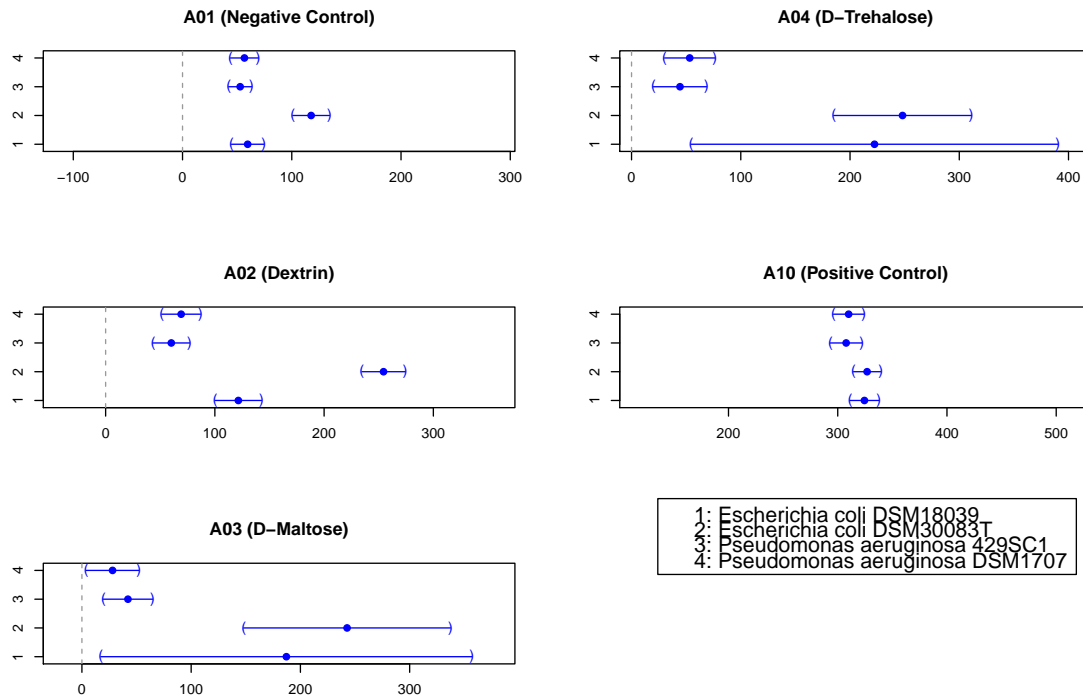 A01 (Negative Control)
4
3
2
1
−100 0 100 200 300
A04 (D−Trehalose)
4
3
2
1
0 100 200 300 400
A02 (Dextrin)
4
3
2
1
0 100 200 300
A10 (Positive Control)
4
3
2
1
200 300 400 500
A03 (D−Maltose)
4
3
2
1
0 100 200 300
1: Escherichia coli DSM18039
2: Escherichia coli DSM30083T
3: Pseudomonas aeruginosa 429SC1
4: Pseudomonas aeruginosa DSM1707